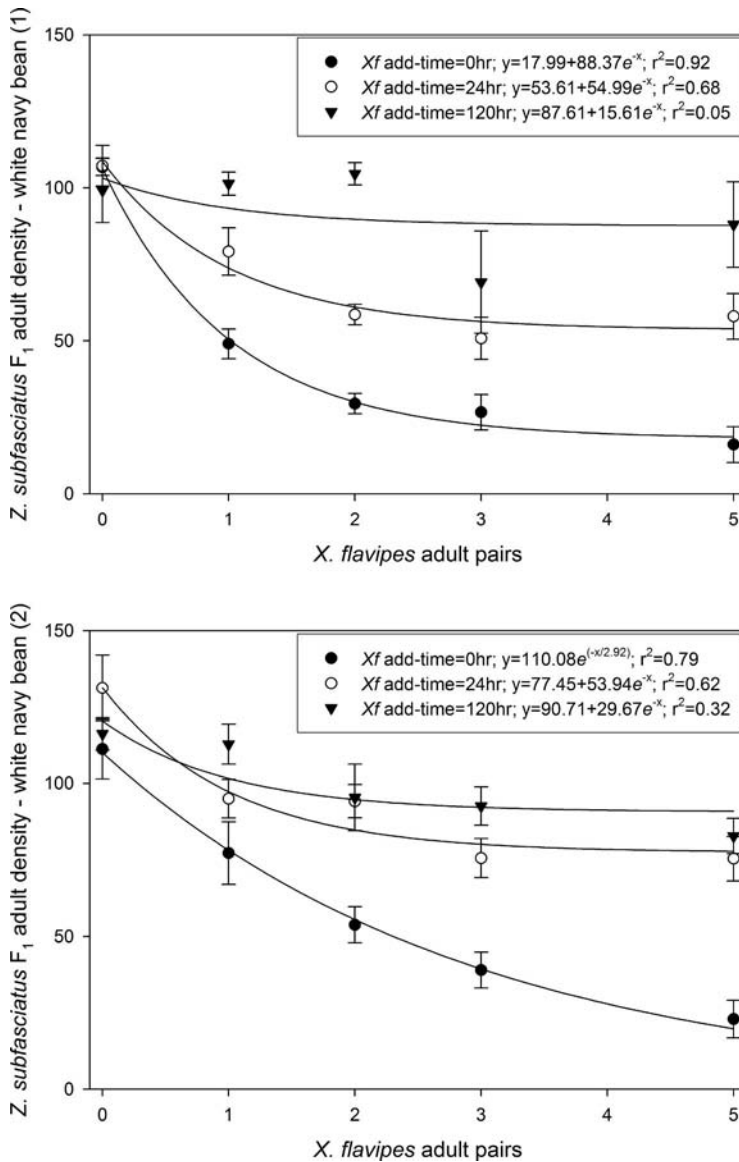 Z. subfasciatus F₁ adult density - white navy bean (1)
150
100
50
0
● Xf add-time=0hr; y=17.99+88.37e⁻ˣ; r²=0.92
○ Xf add-time=24hr; y=53.61+54.99e⁻ˣ; r²=0.68
▼ Xf add-time=120hr; y=87.61+15.61e⁻ˣ; r²=0.05
0 1 2 3 4 5
X. flavipes adult pairs
Z. subfasciatus F₁ adult density - white navy bean (2)
150
100
50
0
● Xf add-time=0hr; y=110.08e⁽⁻ˣ/²·⁹²⁾; r²=0.79
○ Xf add-time=24hr; y=77.45+53.94e⁻ˣ; r²=0.62
▼ Xf add-time=120hr; y=90.71+29.67e⁻ˣ; r²=0.32
0 1 2 3 4 5
X. flavipes adult pairs